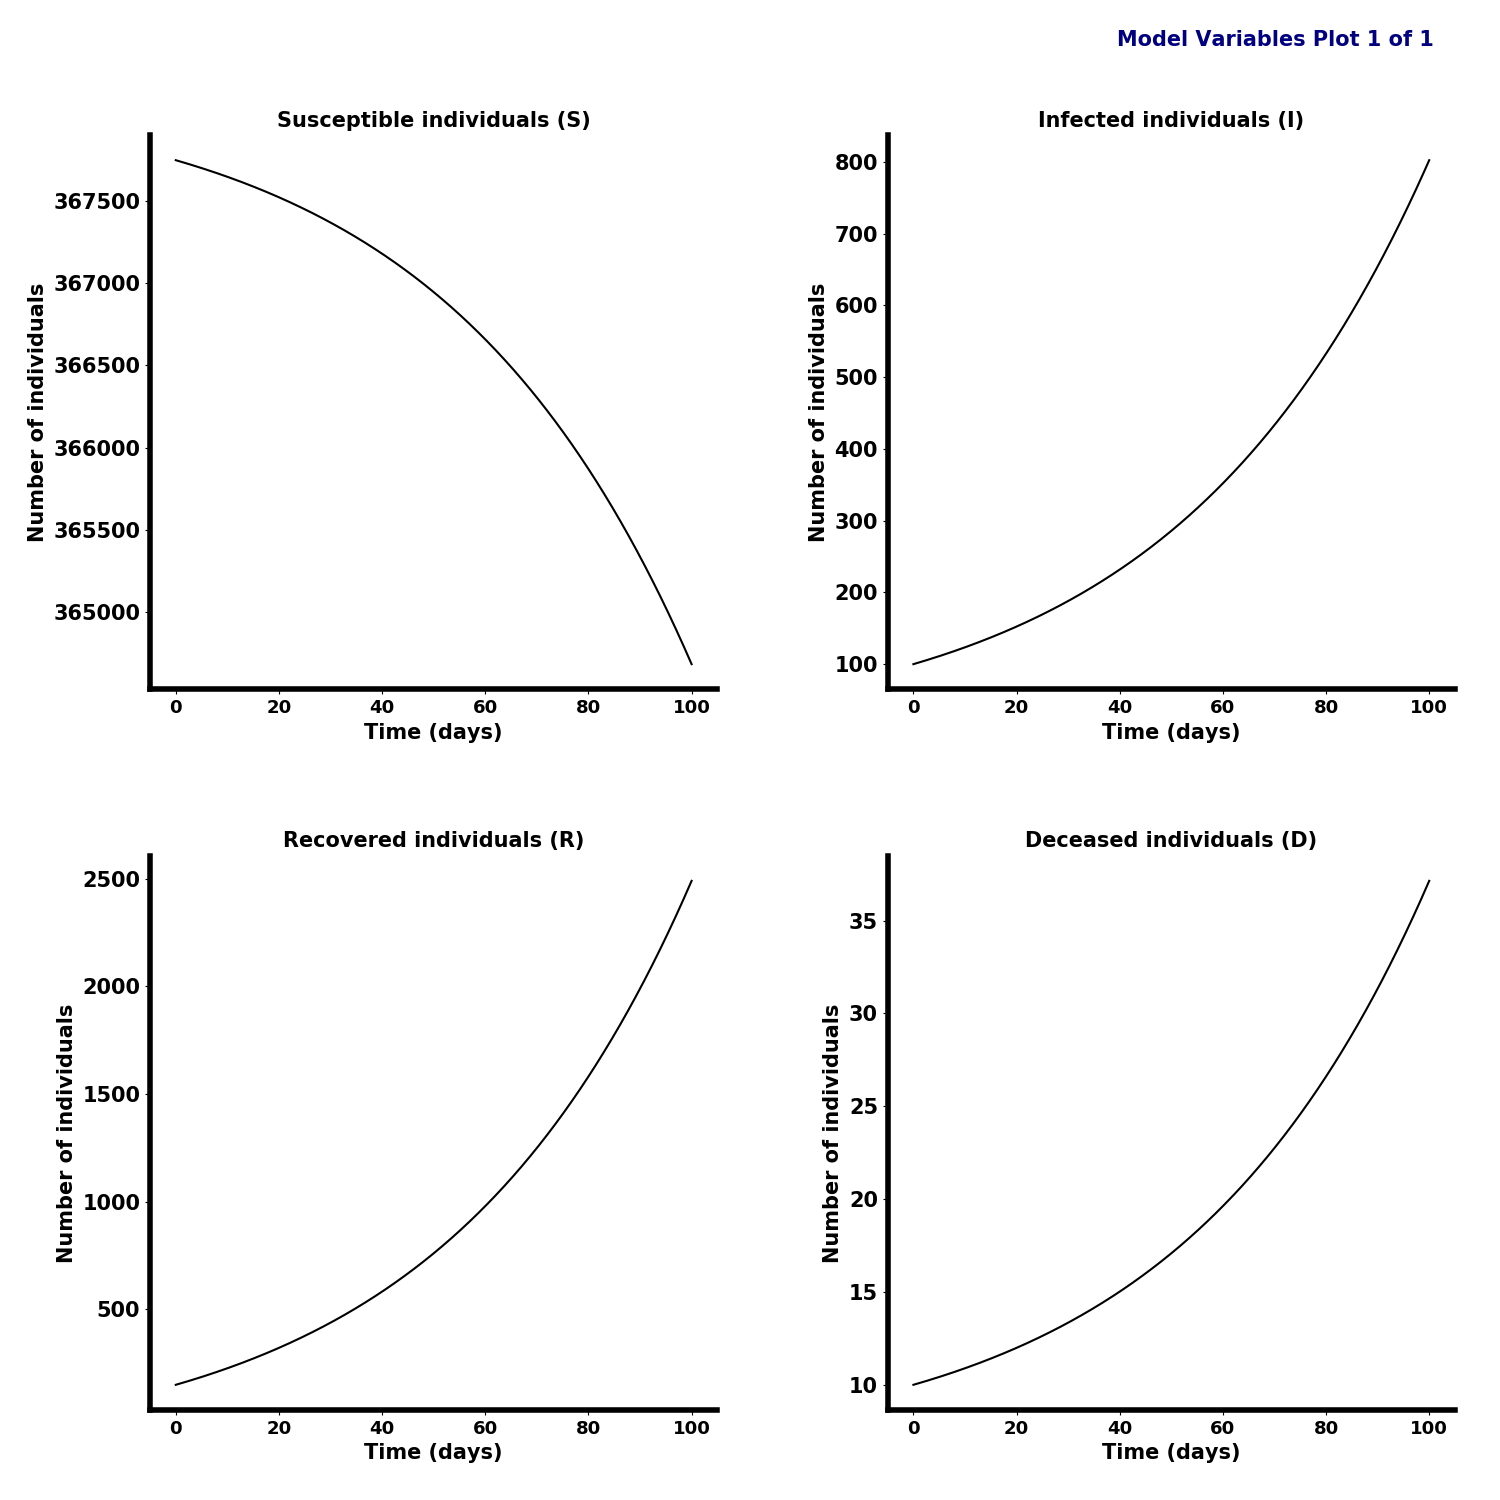 Model Variables Plot 1 of 1
Susceptible individuals (S)
Number of individuals
367500
367000
366500
366000
365500
365000
0 20 40 60 80 100
Time (days)
Infected individuals (I)
Number of individuals
800
700
600
500
400
300
200
100
0 20 40 60 80 100
Time (days)
Recovered individuals (R)
Number of individuals
2500
2000
1500
1000
500
0 20 40 60 80 100
Time (days)
Deceased individuals (D)
Number of individuals
35
30
25
20
15
10
0 20 40 60 80 100
Time (days)